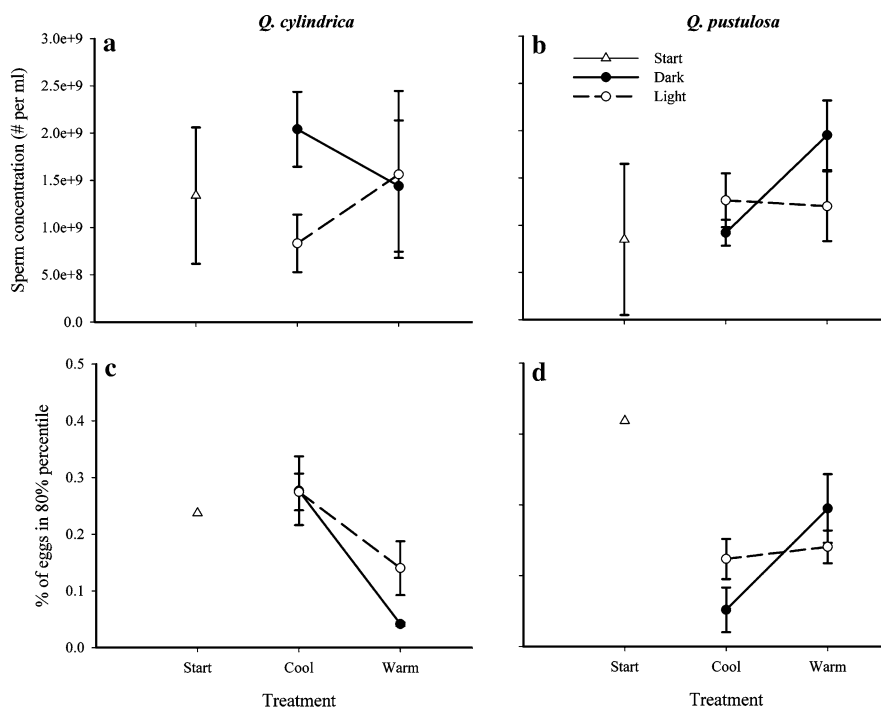 Q. cylindrica
Q. pustulosa
a
b
3.0e+9
2.5e+9
2.0e+9
1.5e+9
1.0e+9
5.0e+8
0.0
Sperm concentration (# per ml)
Start
Dark
Light
c
d
0.5
0.4
0.3
0.2
0.1
0.0
% of eggs in 80% percentile
Start
Cool
Warm
Start
Cool
Warm
Treatment
Treatment